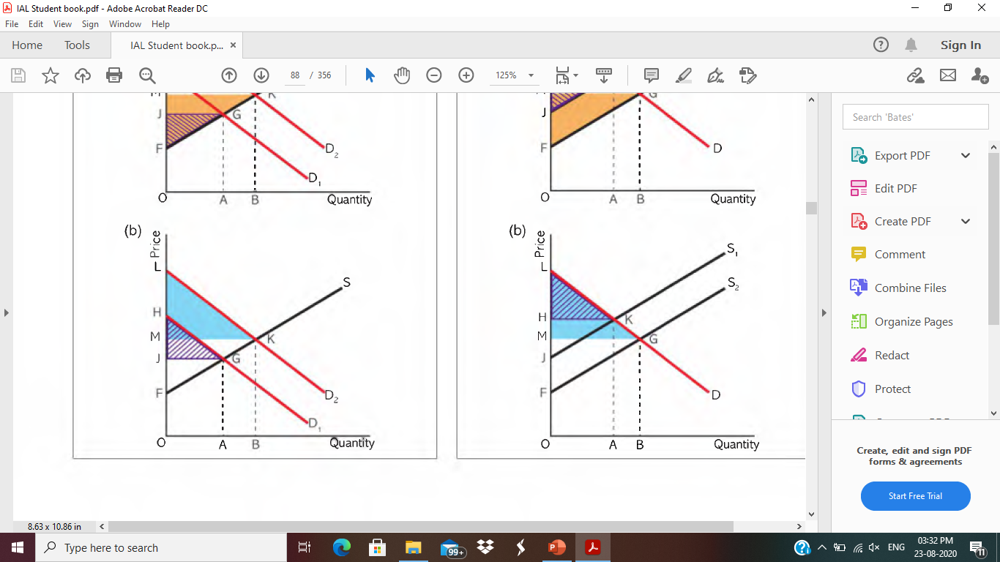 IAL Student book.pdf - Adobe Acrobat Reader DC
File Edit View Sign Window Help
Home Tools IAL Student book.p... ×
Sign In
88 / 356
125%
M K
J G
F
D2
D1
O A B Quantity
G
J
F D
O A B Quantity
(b)
Price
L
S
H
M K
J G
F
D2
D1
O A B Quantity
(b)
Price
S1
L
S2
H K
M G
J
F D
O A B Quantity
8.63 x 10.86 in
Search 'Bates'
Export PDF
Edit PDF
Create PDF
Comment
Combine Files
Organize Pages
Redact
Protect
Create, edit and sign PDF
forms & agreements
Start Free Trial
Type here to search
99+
ENG
03:32 PM
23-08-2020
11